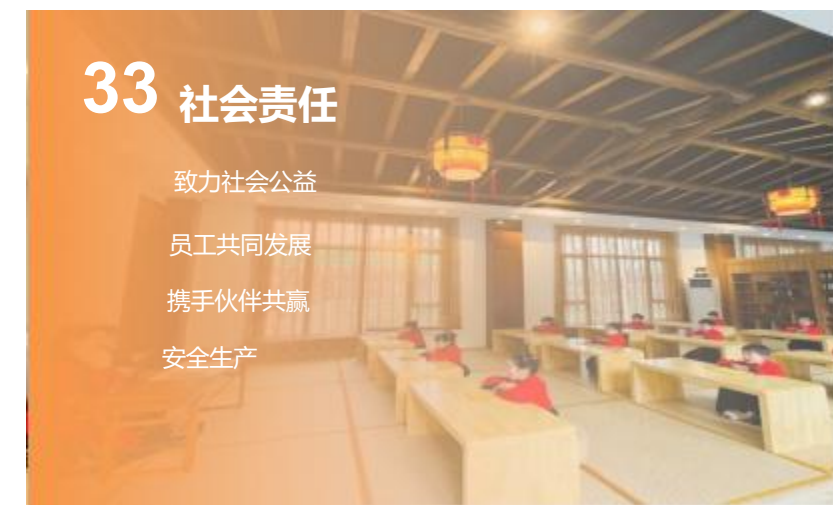 33 社会责任
致力社会公益
员工共同发展
携手伙伴共赢
安全生产